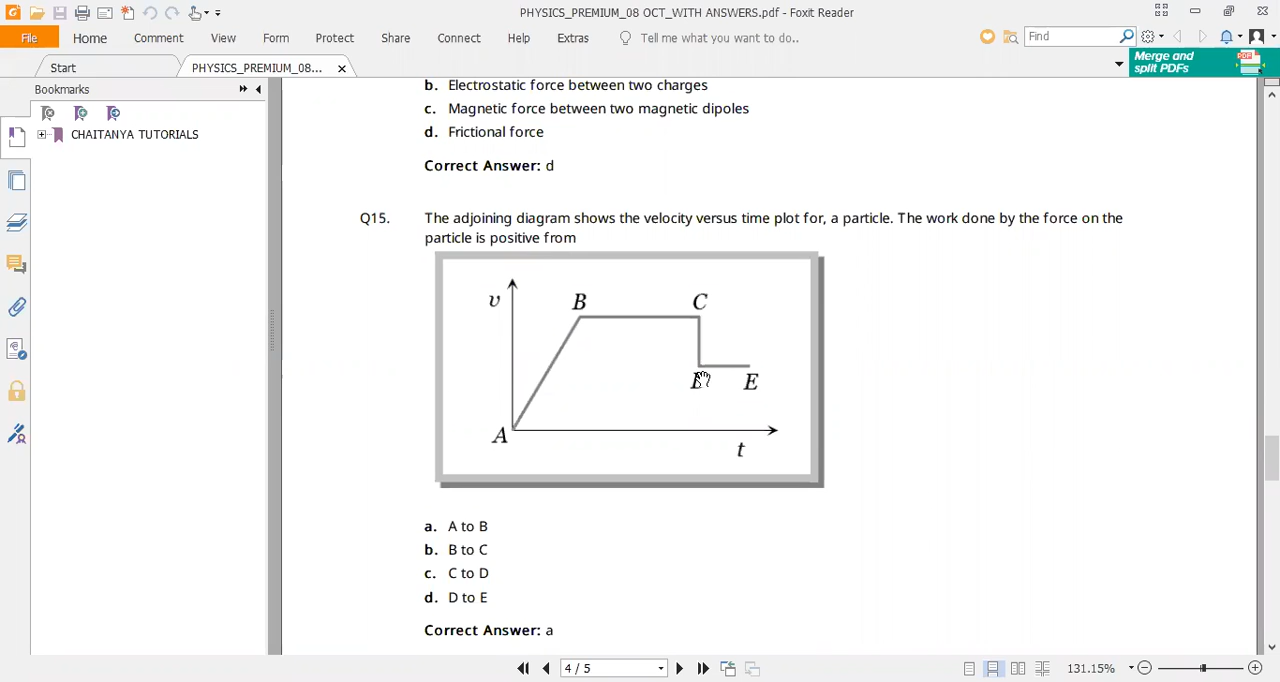 PHYSICS_PREMIUM_08 OCT_WITH ANSWERS.pdf - Foxit Reader
File Home Comment View Form Protect Share Connect Help Extras Tell me what you want to do.. Find
Start PHYSICS_PREMIUM_08... Merge and split PDFs
Bookmarks
CHAITANYA TUTORIALS
b. Electrostatic force between two charges
c. Magnetic force between two magnetic dipoles
d. Frictional force
Correct Answer: d
Q15. The adjoining diagram shows the velocity versus time plot for, a particle. The work done by the force on the
particle is positive from
v B C
E
A
t
a. A to B
b. B to C
c. C to D
d. D to E
Correct Answer: a
4 / 5 131.15%